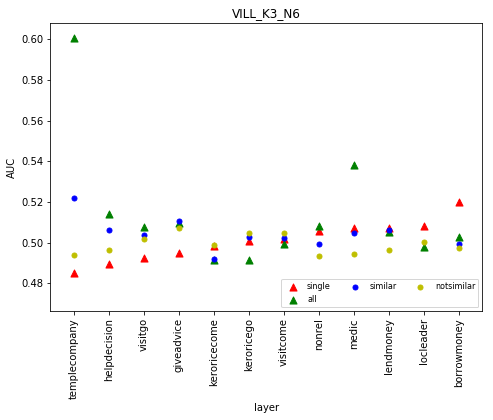 VILL_K3_N6
0.60
0.58
0.56
0.54
0.52
0.50
0.48
AUC
single
all
similar
notsimilar
templecompany
helpdecision
visitgo
giveadvice
keroricecome
keroricego
visitcome
nonrel
medic
lendmoney
locleader
borrowmoney
layer